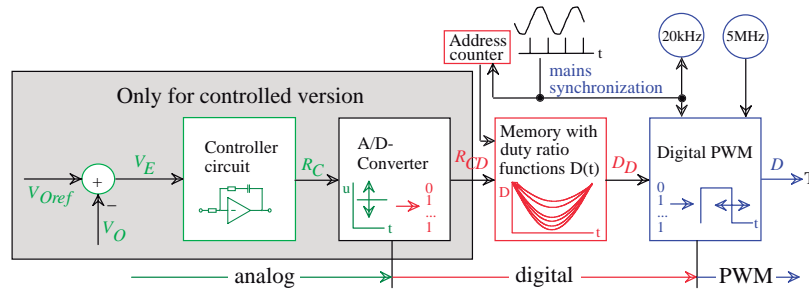 Address
counter
t
20kHz
5MHz
mains
synchronization
Only for controlled version
Controller
circuit
A/D-
Converter
Memory with
duty ratio
functions D(t)
Digital PWM
V_Oref
+
−
V_O
V_E
R_C
u
t
0
1
...
1
R_CD
D
t
D_D
0
1
...
1
t
D
T
analog
digital
PWM